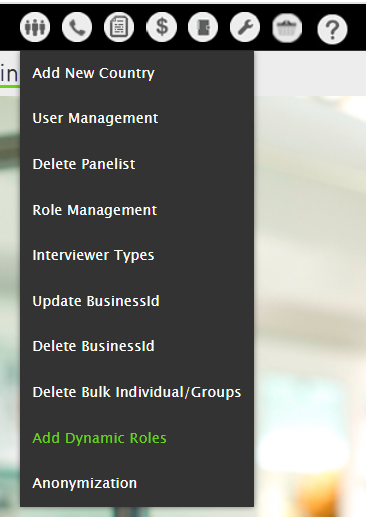 $
?
in
Add New Country
User Management
Delete Panelist
Role Management
Interviewer Types
Update BusinessId
Delete BusinessId
Delete Bulk Individual/Groups
Add Dynamic Roles
Anonymization